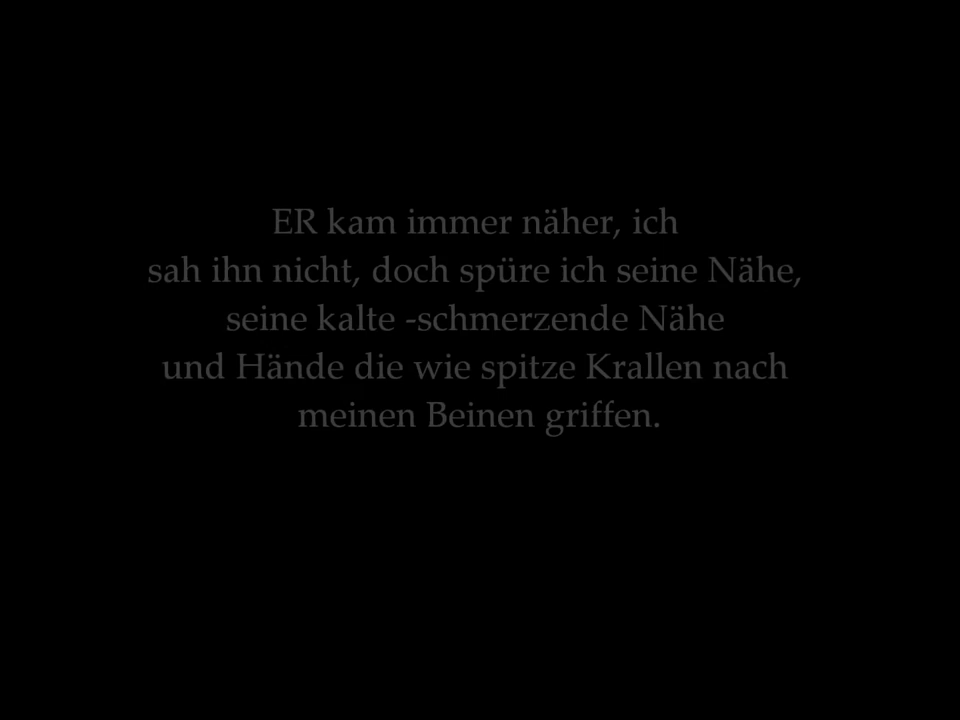 ER kam immer näher, ich
sah ihn nicht, doch spüre ich seine Nähe,
seine kalte -schmerzende Nähe
und Hände die wie spitze Krallen nach
meinen Beinen griffen.